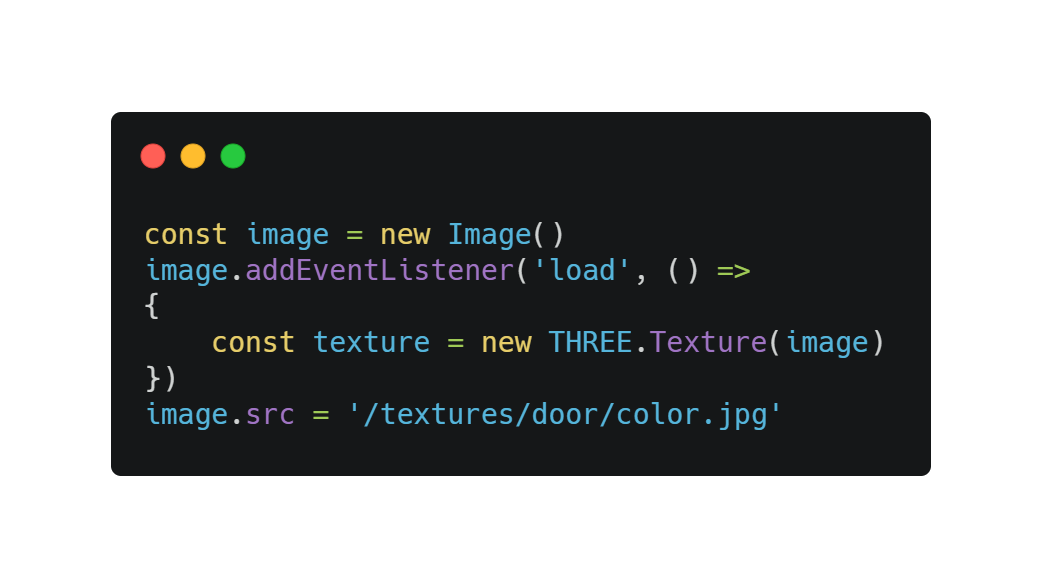 const image = new Image()
image.addEventListener('load', () =>
{
    const texture = new THREE.Texture(image)
})
image.src = '/textures/door/color.jpg'